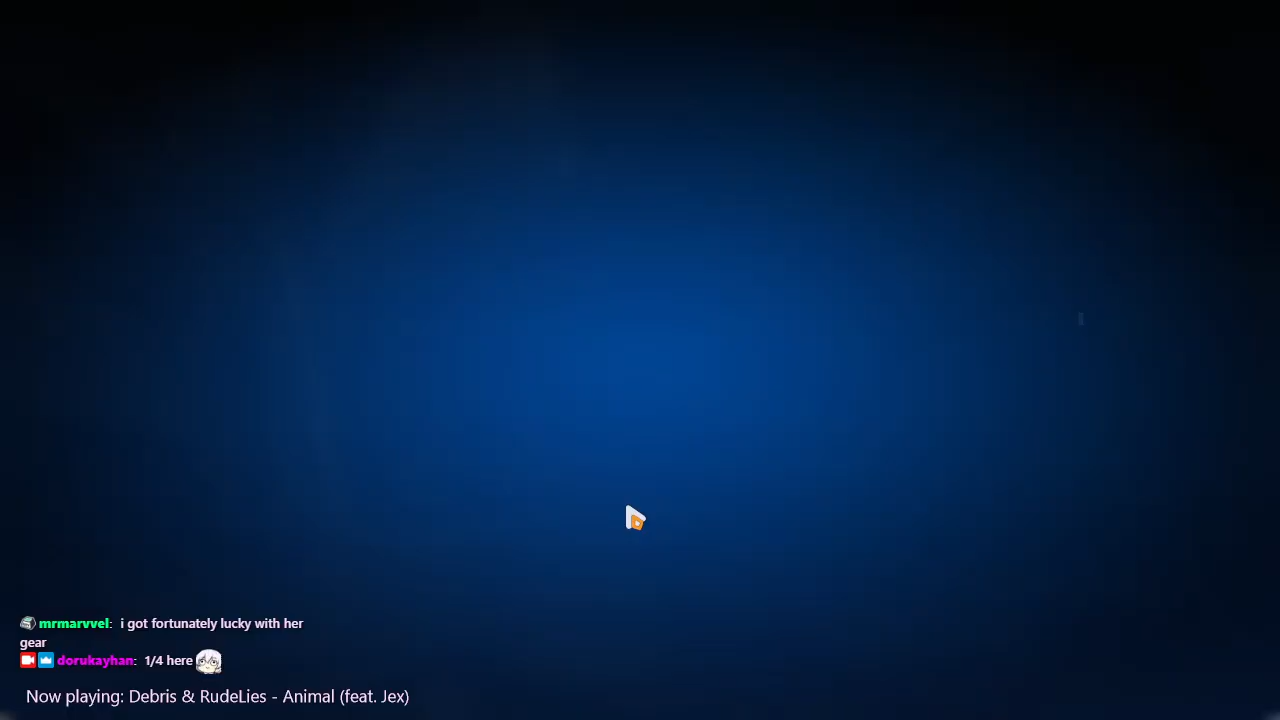 mrmarvvel: i got fortunately lucky with her
gear
dorukayhan: 1/4 here
Now playing: Debris & RudeLies - Animal (feat. Jex)